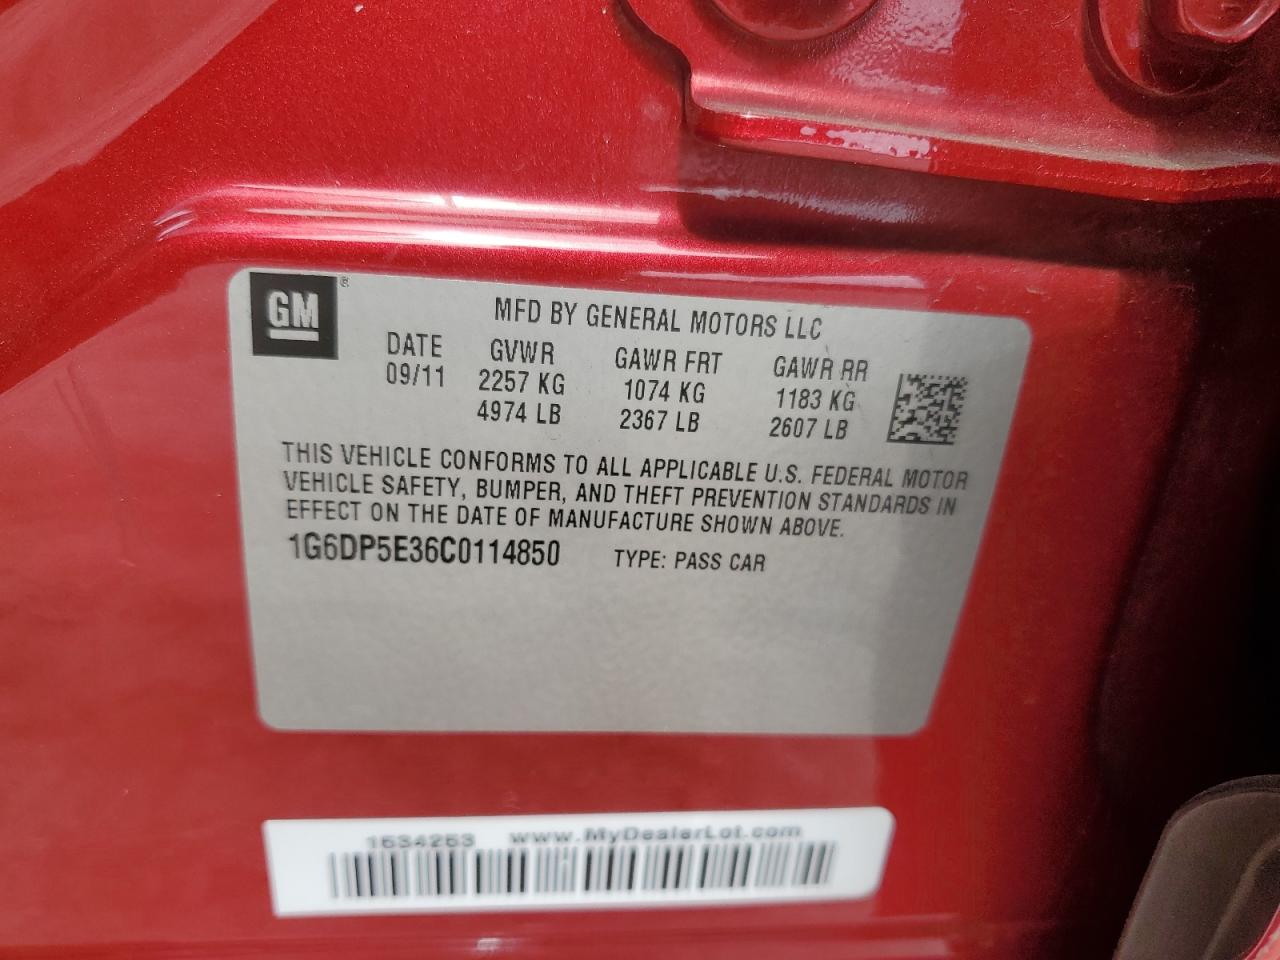 GM®
MFD BY GENERAL MOTORS LLC
DATE GVWR GAWR FRT GAWR RR
09/11 2257 KG 1074 KG 1183 KG
4974 LB 2367 LB 2607 LB
THIS VEHICLE CONFORMS TO ALL APPLICABLE U.S. FEDERAL MOTOR
VEHICLE SAFETY, BUMPER, AND THEFT PREVENTION STANDARDS IN
EFFECT ON THE DATE OF MANUFACTURE SHOWN ABOVE.
1G6DP5E36C0114850 TYPE: PASS CAR
1534253 www.MyDealerLot.com